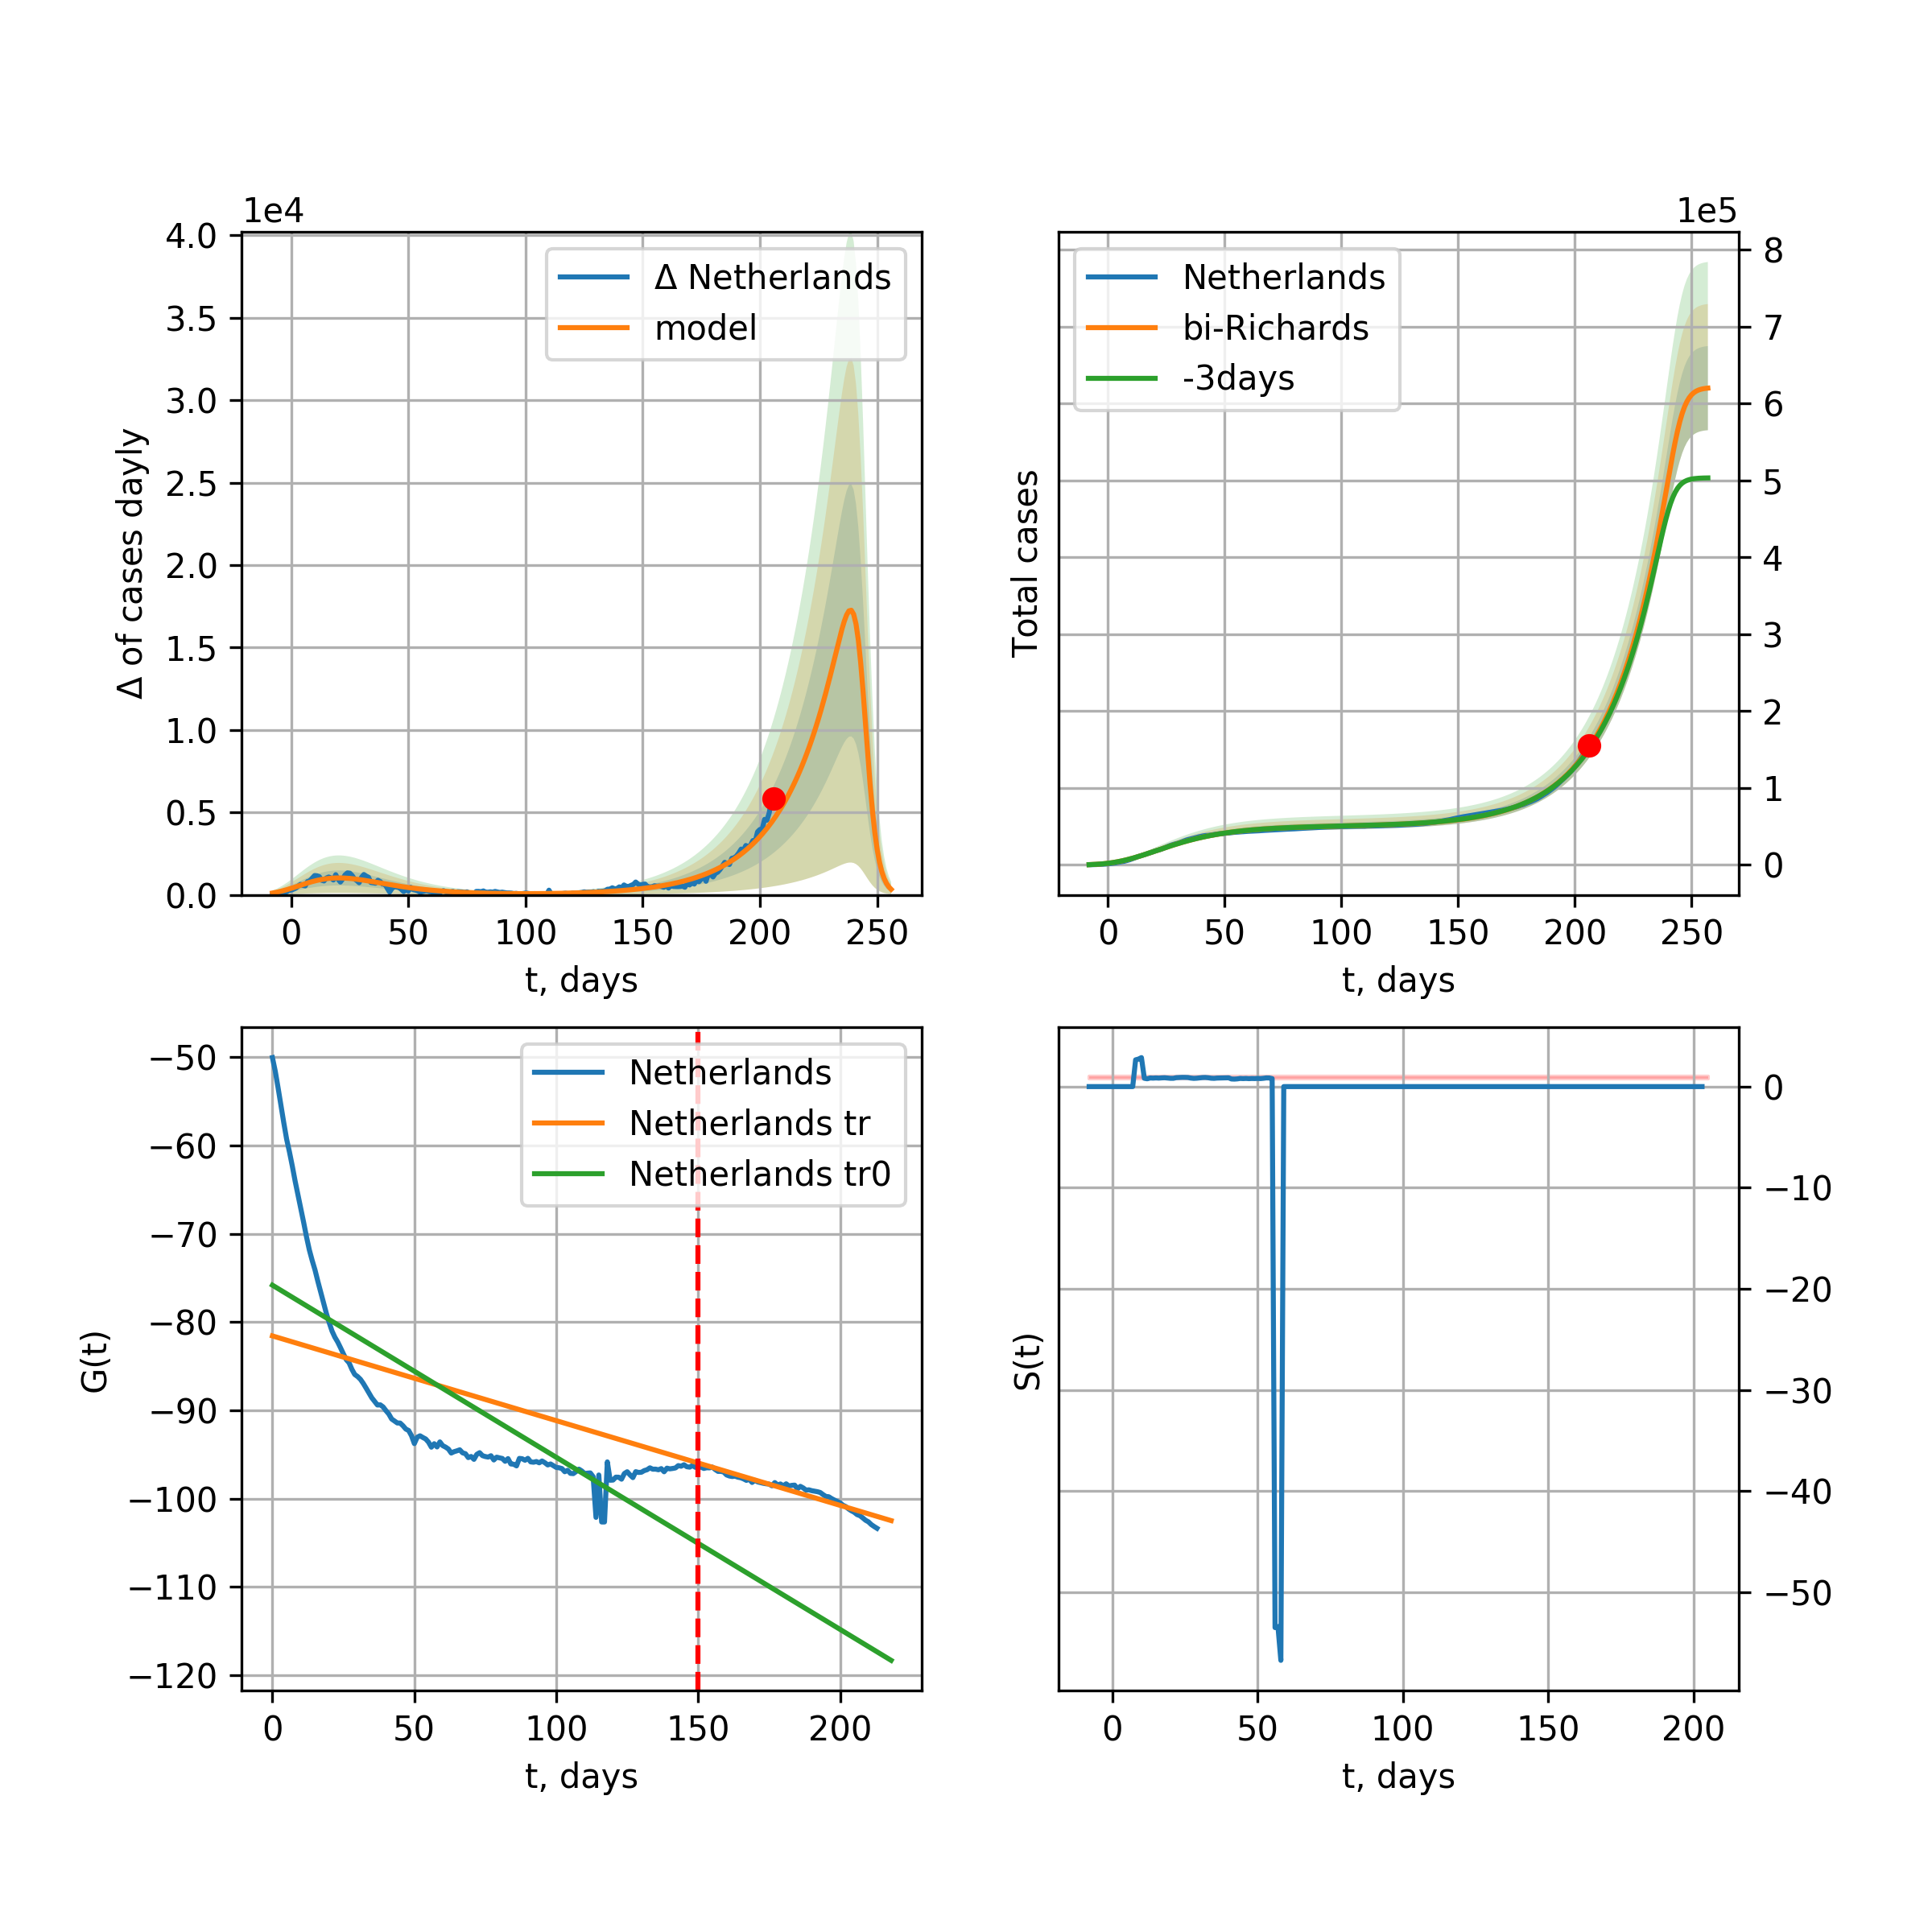 1e4
4.0
3.5
3.0
2.5
2.0
1.5
1.0
0.5
0.0
Δ of cases dayly
Δ Netherlands
model
0 50 100 150 200 250
t, days
1e5
8
7
6
5
4
3
2
1
0
Total cases
Netherlands
bi-Richards
-3days
0 50 100 150 200 250
t, days
−50
−60
−70
−80
−90
−100
−110
−120
G(t)
Netherlands
Netherlands tr
Netherlands tr0
0 50 100 150 200
t, days
0
−10
−20
−30
−40
−50
S(t)
0 50 100 150 200
t, days